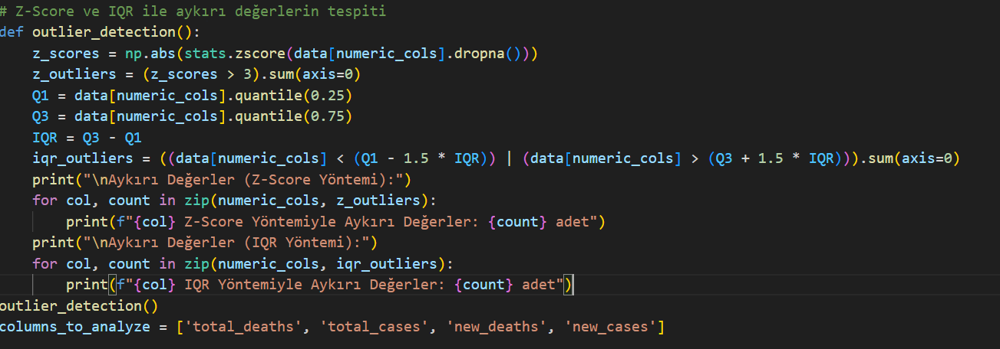 # Z-Score ve IQR ile aykırı değerlerin tespiti
def outlier_detection():
    z_scores = np.abs(stats.zscore(data[numeric_cols].dropna()))
    z_outliers = (z_scores > 3).sum(axis=0)
    Q1 = data[numeric_cols].quantile(0.25)
    Q3 = data[numeric_cols].quantile(0.75)
    IQR = Q3 - Q1
    iqr_outliers = ((data[numeric_cols] < (Q1 - 1.5 * IQR)) | (data[numeric_cols] > (Q3 + 1.5 * IQR))).sum(axis=0)
    print("\nAykırı Değerler (Z-Score Yöntemi):")
    for col, count in zip(numeric_cols, z_outliers):
        print(f"{col} Z-Score Yöntemiyle Aykırı Değerler: {count} adet")
    print("\nAykırı Değerler (IQR Yöntemi):")
    for col, count in zip(numeric_cols, iqr_outliers):
        print(f"{col} IQR Yöntemiyle Aykırı Değerler: {count} adet")
outlier_detection()
columns_to_analyze = ['total_deaths', 'total_cases', 'new_deaths', 'new_cases']